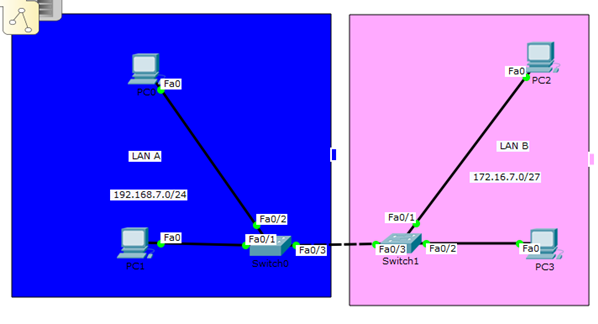 Fa0
PC0
LAN A
192.168.7.0/24
Fa0
PC1
Fa0/2
Fa0/1
Fa0/3
Switch0
Fa0
PC2
LAN B
172.16.7.0/27
Fa0/1
Fa0/3
Fa0/2
Switch1
Fa0
PC3